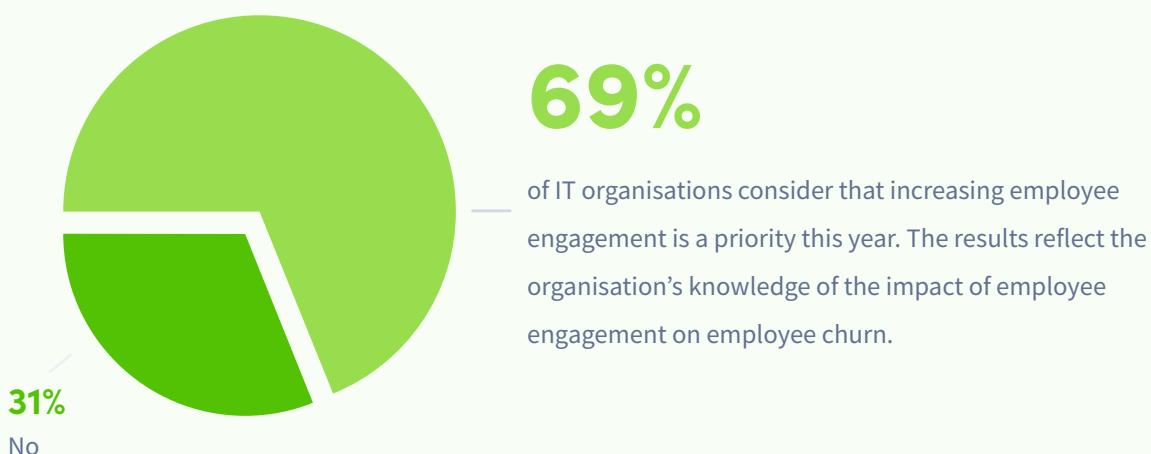 69%
of IT organisations consider that increasing employee
engagement is a priority this year. The results reflect the
organisation’s knowledge of the impact of employee
engagement on employee churn.
31%
No